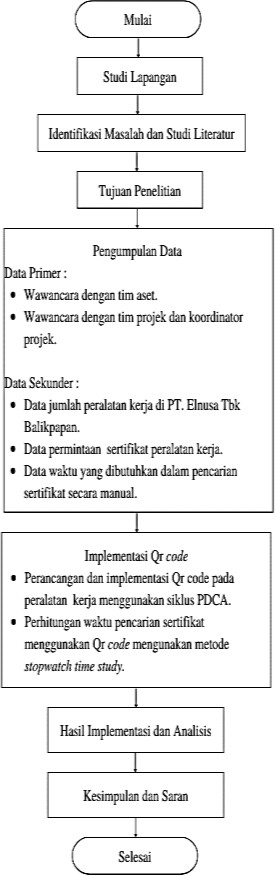 Mulai
Studi Lapangan
Identifikasi Masalah dan Studi Literatur
Tujuan Penelitian
Pengumpulan Data
Data Primer :
• Wawancara dengan tim aset.
• Wawancara dengan tim projek dan koordinator
projek.
Data Sekunder :
• Data jumlah peralatan kerja di PT. Elnusa Tbk
Balikpapan.
• Data permintaan sertifikat peralatan kerja.
• Data waktu yang dibutuhkan dalam pencarian
sertifikat secara manual.
Implementasi Qr code
• Perancangan dan implementasi Qr code pada
peralatan kerja menggunakan siklus PDCA.
• Perhitungan waktu pencarian sertifikat
menggunakan Qr code mengunakan metode
stopwatch time study.
Hasil Implementasi dan Analisis
Kesimpulan dan Saran
Selesai